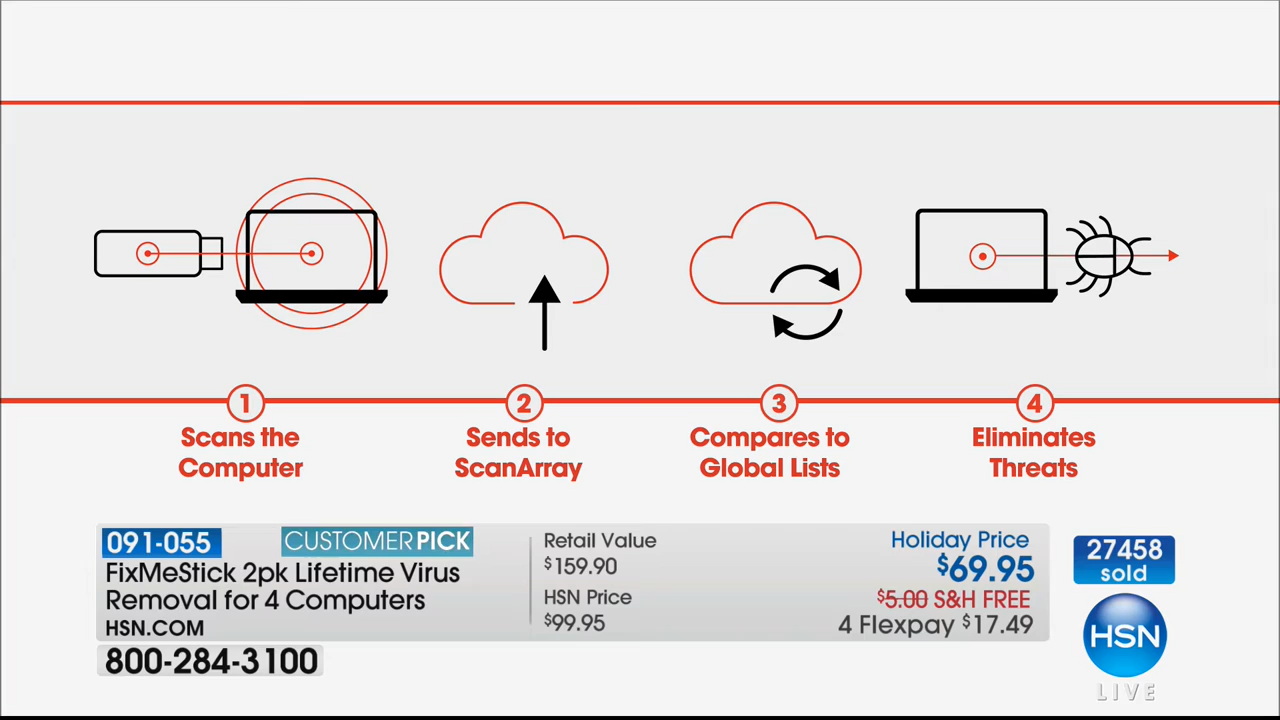 1
Scans the
Computer
2
Sends to
ScanArray
3
Compares to
Global Lists
4
Eliminates
Threats
091-055
CUSTOMERPICK
FixMeStick 2pk Lifetime Virus
Removal for 4 Computers
HSN.COM
800-284-3100
Retail Value
$159.90
HSN Price
$99.95
Holiday Price
$69.95
$5.00 S&H FREE
4 Flexpay $17.49
27458
sold
HSN
LIVE